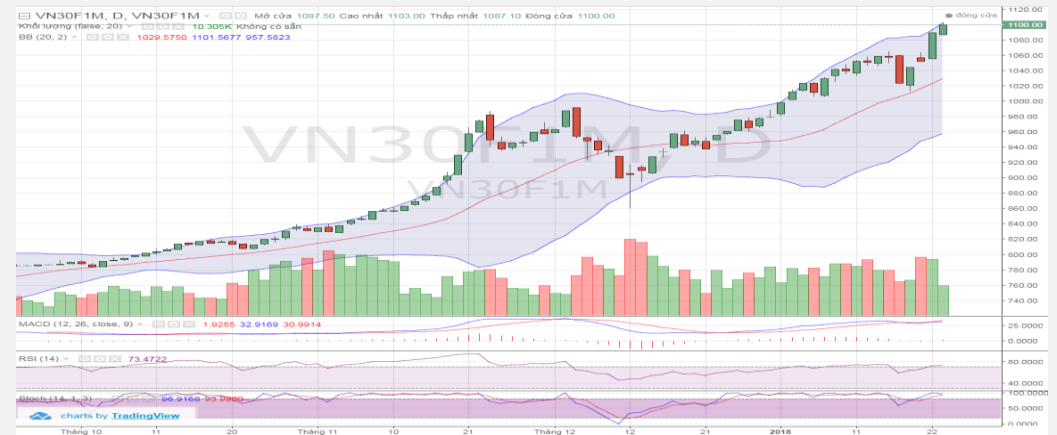 VN30F1M, D, VN30F1M Mở cửa 1087.50 Cao nhất 1103.00 Thấp nhất 1087.10 Đóng cửa 1100.00
đóng cửa
Khối lượng (false, 20) 10.305K Không có sẵn
BB (20, 2) 1029.5750 1101.5677 957.5823
VN30F1M, D
VN30F1M
1120.00
1100.00
1080.00
1060.00
1040.00
1020.00
1000.00
980.00
960.00
940.00
920.00
900.00
880.00
860.00
840.00
820.00
800.00
780.00
760.00
740.00
MACD (12, 26, close, 9) 1.9255 32.9169 30.9914
25.0000
0.0000
RSI (14) 73.4722
80.0000
40.0000
Stoch (14, 1, 3) 96.9169
100.0000
50.0000
0.0000
charts by TradingView
Tháng 10 11 20 Tháng 11 10 21 Tháng 12 12 21 2018 11 22